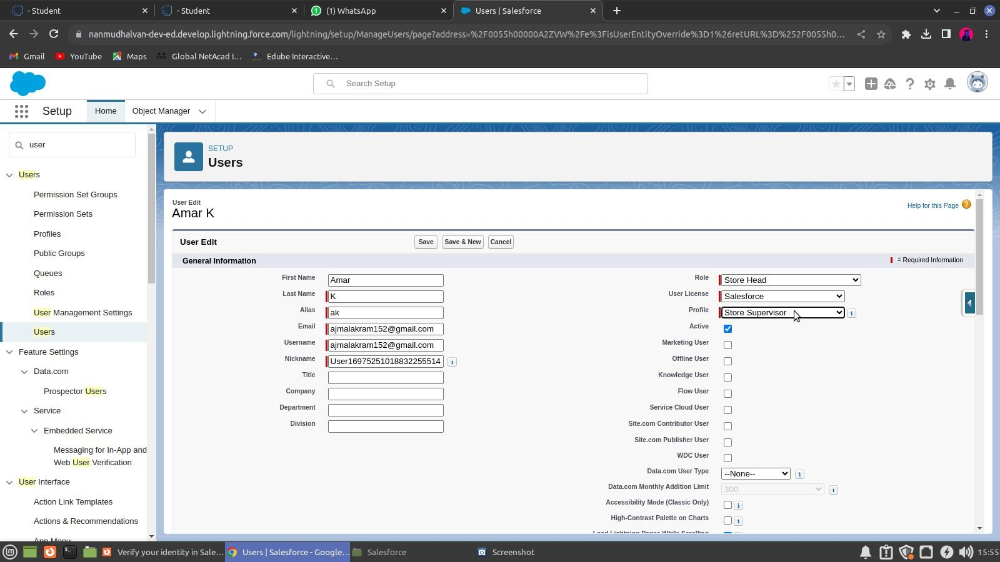 - Student
- Student
(1) WhatsApp
Users | Salesforce
nanmudhalvan-dev-ed.develop.lightning.force.com/lightning/setup/ManageUsers/page?address=%2F0055h00000A2ZVW%2Fe%3FisUserEntityOverride%3D1%26retURL%3D%252F0055h0...
Gmail
YouTube
Maps
Global NetAcad I...
Edube Interactive...
Search Setup
Setup
Home
Object Manager
user
SETUP
Users
Users
Permission Set Groups
Permission Sets
Profiles
Public Groups
Queues
Roles
User Management Settings
Users
Feature Settings
Data.com
Prospector Users
Service
Embedded Service
Messaging for In-App and
Web User Verification
User Interface
Action Link Templates
Actions & Recommendations
App Menu
User Edit
Amar K
Help for this Page
User Edit
Save
Save & New
Cancel
General Information
= Required Information
First Name Amar
Last Name K
Alias ak
Email ajmalakram152@gmail.com
Username ajmalakram152@gmail.com
Nickname User16975251018832255514
Title
Company
Department
Division
Role Store Head
User License Salesforce
Profile Store Supervisor
Active
Marketing User
Offline User
Knowledge User
Flow User
Service Cloud User
Site.com Contributor User
Site.com Publisher User
WDC User
Data.com User Type --None--
Data.com Monthly Addition Limit 300
Accessibility Mode (Classic Only)
High-Contrast Palette on Charts
Load Lightning Pages While Scrolling
Verify your identity in Sale...
Users | Salesforce - Google...
Salesforce
Screenshot
15:55